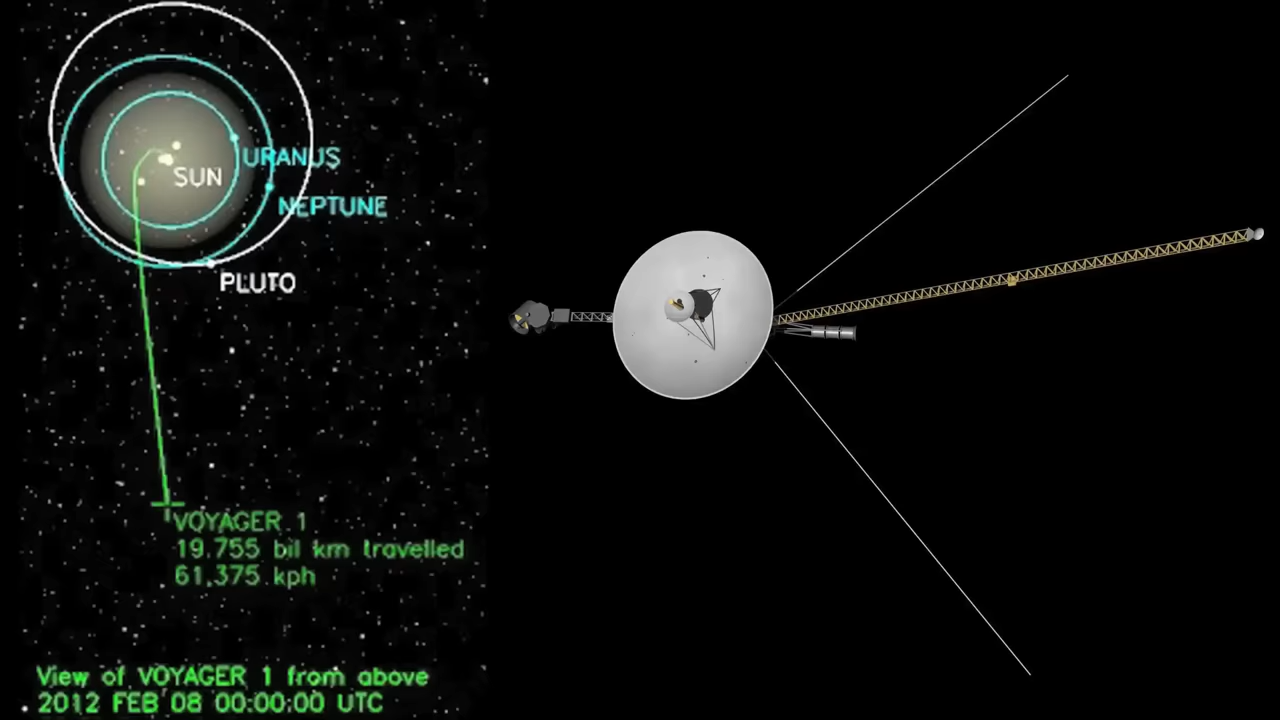 URANUS
SUN
NEPTUNE
PLUTO
VOYAGER 1
19.755 bil km travelled
61,375 kph
View of VOYAGER 1 from above
2012 FEB 08 00:00:00 UTC